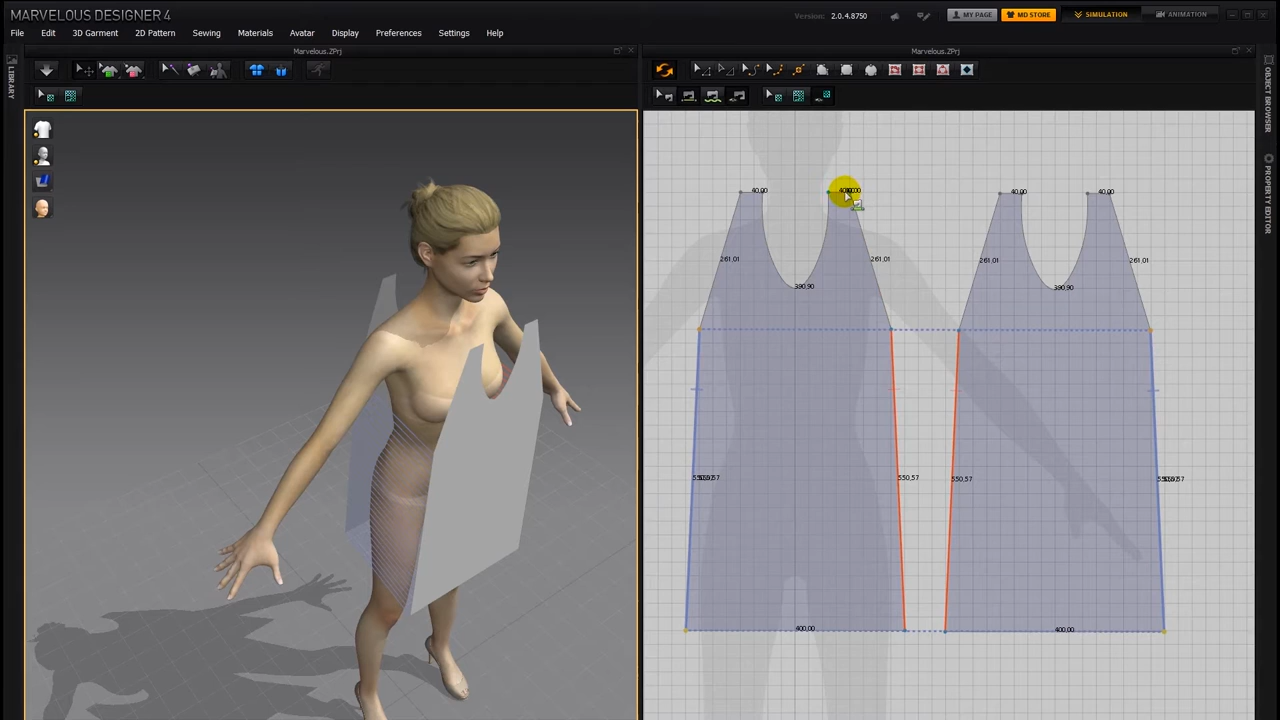 MARVELOUS DESIGNER 4
Version: 2.0.4.8750
MY PAGE
MD STORE
SIMULATION
ANIMATION
File Edit 3D Garment 2D Pattern Sewing Materials Avatar Display Preferences Settings Help
Marvelous.ZPrj
Marvelous.ZPrj
LIBRARY
OBJECT BROWSER
PROPERTY EDITOR
40,00
40,00
40,00
261,01
261,01
261,01
261,01
390,90
390,90
550,57
550,57
400,00
400,00